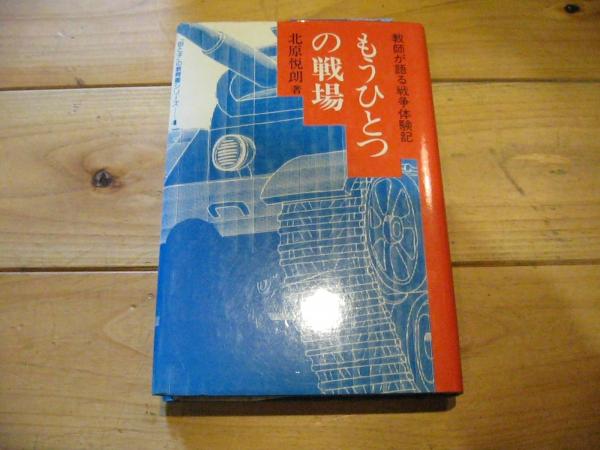 教師が語る戦争体験記
もうひとつ
の戦場
北原悦朗 著